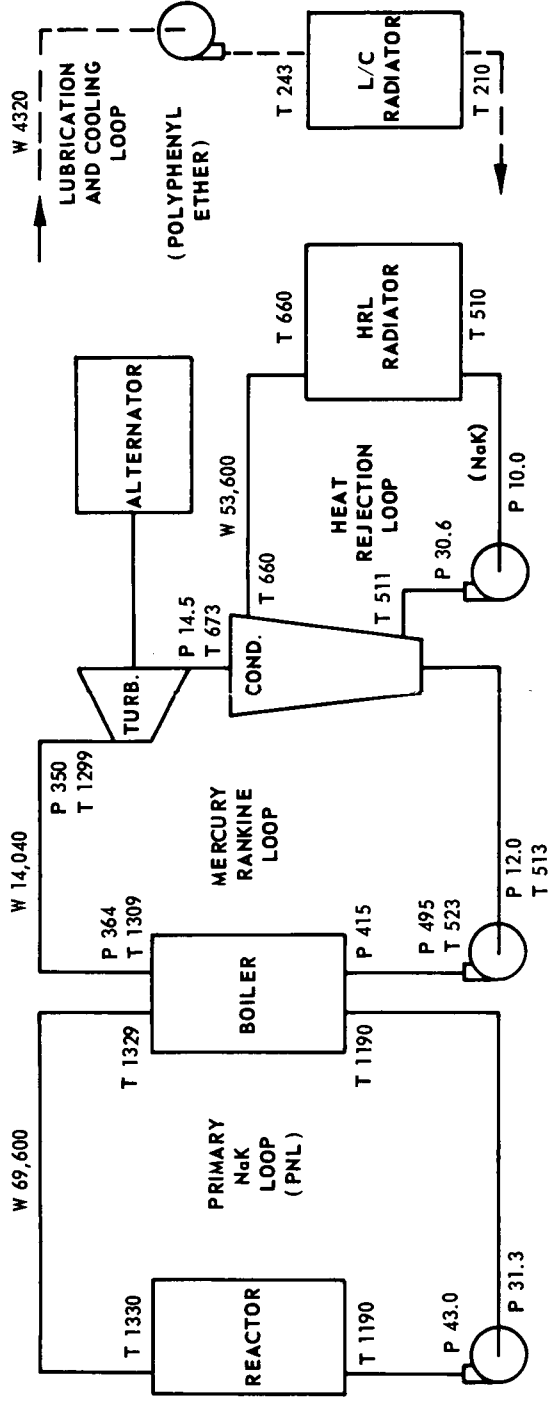 W 69,600
T 1330
REACTOR
T 1190
P 43.0
P 31.3
PRIMARY
NaK
LOOP
(PNL)
T 1329
T 1190
BOILER
W 14,040
P 364
T 1309
P 415
P 495
T 523
P 12.0
T 513
MERCURY
RANKINE
LOOP
P 350
T 1299
TURB.
ALTERNATOR
P 14.5
T 673
COND.
T 660
T 511
P 30.6
W 53,600
HEAT
REJECTION
LOOP
(NaK)
P 10.0
T 660
HRL
RADIATOR
T 510
W 4320
LUBRICATION
AND COOLING
LOOP
(POLYPHENYL
ETHER)
T 243
L/C
RADIATOR
T 210